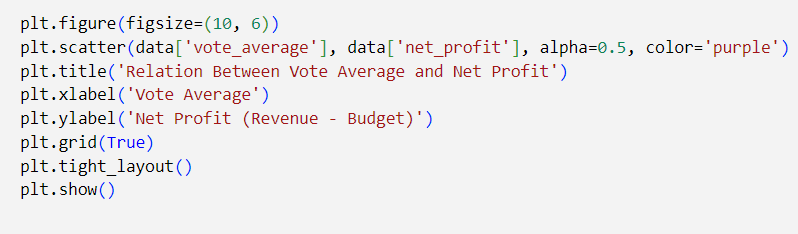 plt.figure(figsize=(10, 6))
plt.scatter(data['vote_average'], data['net_profit'], alpha=0.5, color='purple')
plt.title('Relation Between Vote Average and Net Profit')
plt.xlabel('Vote Average')
plt.ylabel('Net Profit (Revenue - Budget)')
plt.grid(True)
plt.tight_layout()
plt.show()